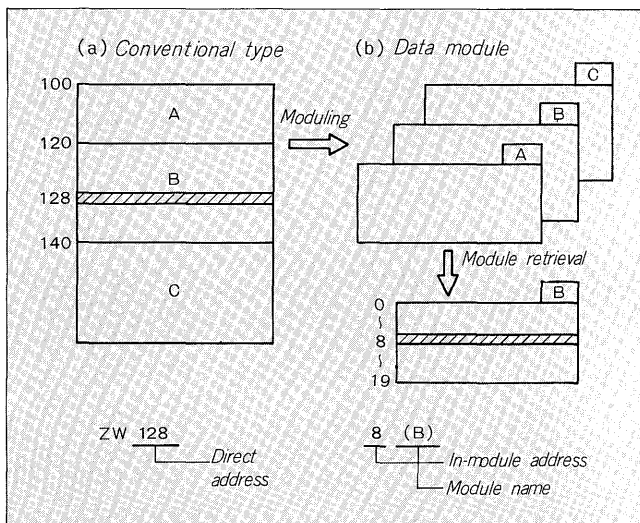 (a) Conventional type
100
A
120
B
128
140
C
Moduling
(b) Data module
C
B
A
Module retrieval
B
0
~
8
~
19
ZW 128
Direct
address
8 (B)
In-module address
Module name